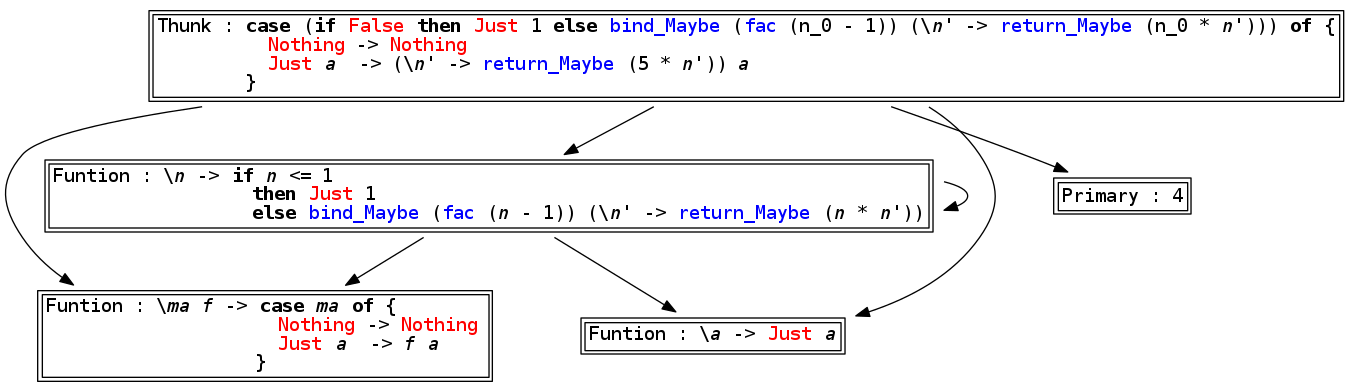 Thunk : case (if False then Just 1 else bind_Maybe (fac (n_0 - 1)) (\n' -> return_Maybe (n_0 * n'))) of {
Nothing -> Nothing
Just a  -> (\n' -> return_Maybe (5 * n')) a
}
Funtion : \n -> if n <= 1
then Just 1
else bind_Maybe (fac (n - 1)) (\n' -> return_Maybe (n * n'))
Primary : 4
Funtion : \ma f -> case ma of {
Nothing -> Nothing
Just a  -> f a
}
Funtion : \a -> Just a